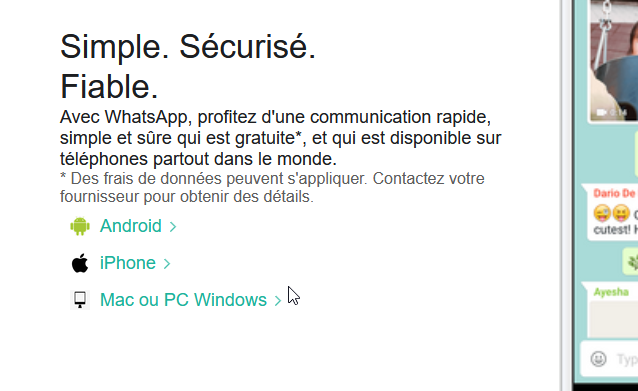 Simple. Sécurisé.
Fiable.
Avec WhatsApp, profitez d'une communication rapide,
simple et sûre qui est gratuite*, et qui est disponible sur
téléphones partout dans le monde.
* Des frais de données peuvent s'appliquer. Contactez votre
fournisseur pour obtenir des détails.
Android >
iPhone >
Mac ou PC Windows >
0:14
Dario De
cutest!
Ayesha
Typ